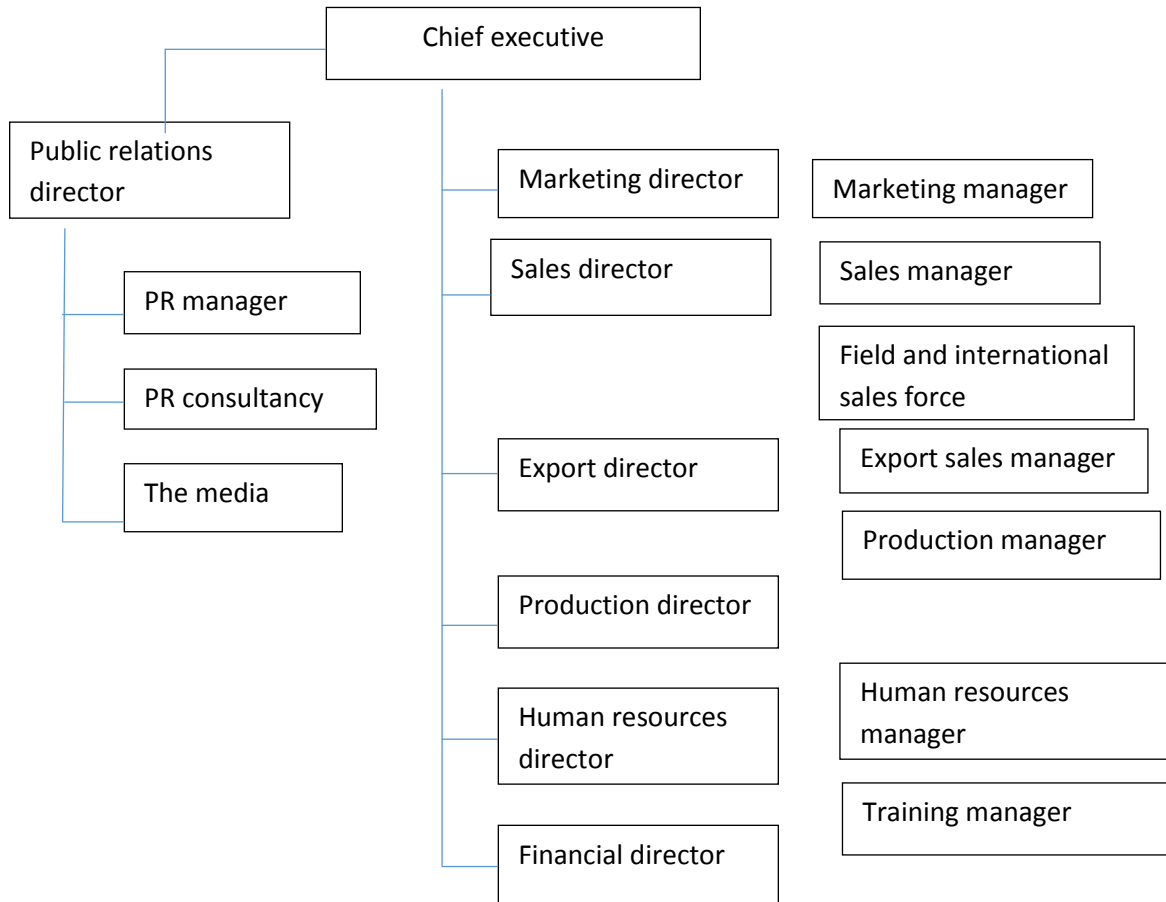 Chief executive
Public relations
director
PR manager
PR consultancy
The media
Marketing director
Marketing manager
Sales director
Sales manager
Field and international
sales force
Export director
Export sales manager
Production manager
Production director
Human resources
director
Human resources
manager
Training manager
Financial director